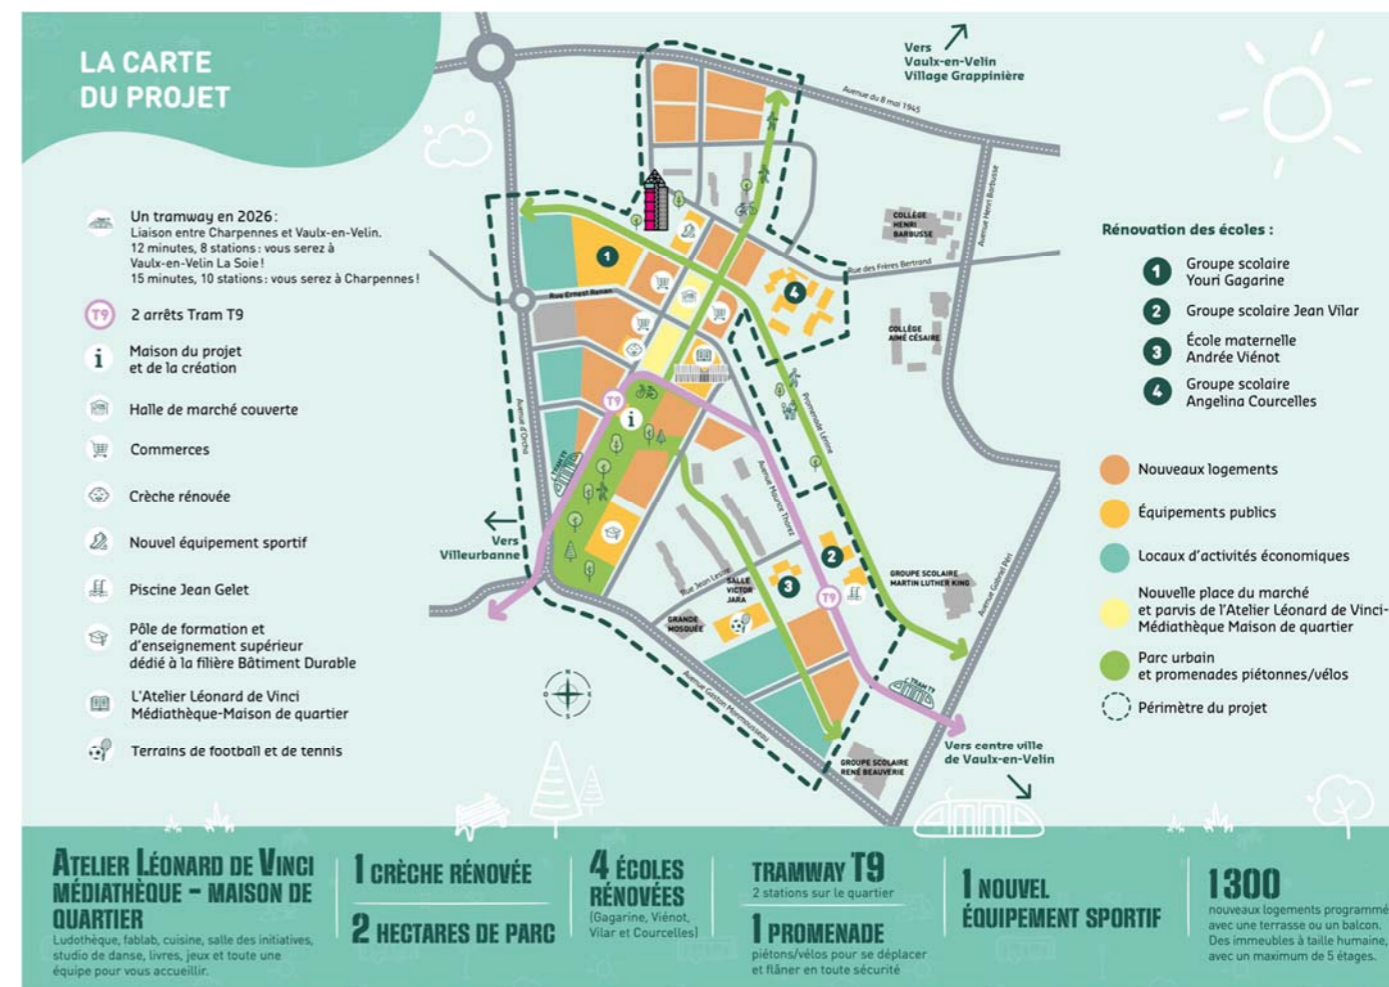 LA CARTE
DU PROJET
Un tramway en 2026 :
Liaison entre Charpennes et Vaulx-en-Velin.
12 minutes, 8 stations : vous serez à
Vaulx-en-Velin La Soie !
15 minutes, 10 stations : vous serez à Charpennes !
T9
2 arrêts Tram T9
i
Maison du projet
et de la création
Halle de marché couverte
Commerces
Crèche rénovée
Nouvel équipement sportif
Piscine Jean Gelet
Pôle de formation et
d'enseignement supérieur
dédié à la filière Bâtiment Durable
L'Atelier Léonard de Vinci
Médiathèque-Maison de quartier
Terrains de football et de tennis
Vers
Vaulx-en-Velin
Village Grappinière
Avenue du 8 mai 1945
Avenue Henri Barbusse
COLLÈGE
HENRI
BARBUSSE
Rue des Frères Bertrand
1
4
Rue Ernest Renan
COLLÈGE
AIMÉ CÉSAIRE
Avenue d'Orcha
T9
i
Promenade Lénine
TRAM T9
Avenue Maurice Thorez
Vers
Villeurbanne
2
Rue Jean Lesire
SALLE
VICTOR
JARA
3
T9
GROUPE SCOLAIRE
MARTIN LUTHER KING
Avenue Gabriel Péri
GRANDE
MOSQUÉE
TRAM T9
N
O
E
S
Avenue Gaston Monmousseau
GROUPE SCOLAIRE
RENÉ BEAUVERIE
Vers centre ville
de Vaulx-en-Velin
Rénovation des écoles :
1
Groupe scolaire
Youri Gagarine
2
Groupe scolaire Jean Vilar
3
École maternelle
Andrée Viénot
4
Groupe scolaire
Angelina Courcelles
Nouveaux logements
Équipements publics
Locaux d'activités économiques
Nouvelle place du marché
et parvis de l'Atelier Léonard de Vinci-
Médiathèque Maison de quartier
Parc urbain
et promenades piétonnes/vélos
Périmètre du projet
ATELIER LÉONARD DE VINCI
MÉDIATHÈQUE – MAISON DE
QUARTIER
Ludothèque, fablab, cuisine, salle des initiatives,
studio de danse, livres, jeux et toute une
équipe pour vous accueillir.
1 CRÈCHE RÉNOVÉE
2 HECTARES DE PARC
4 ÉCOLES
RÉNOVÉES
(Gagarine, Viénot,
Vilar et Courcelles)
TRAMWAY T9
2 stations sur le quartier
1 PROMENADE
piétons/vélos pour se déplacer
et flâner en toute sécurité
1 NOUVEL
ÉQUIPEMENT SPORTIF
1300
nouveaux logements programmé
avec une terrasse ou un balcon.
Des immeubles à taille humaine,
avec un maximum de 5 étages.